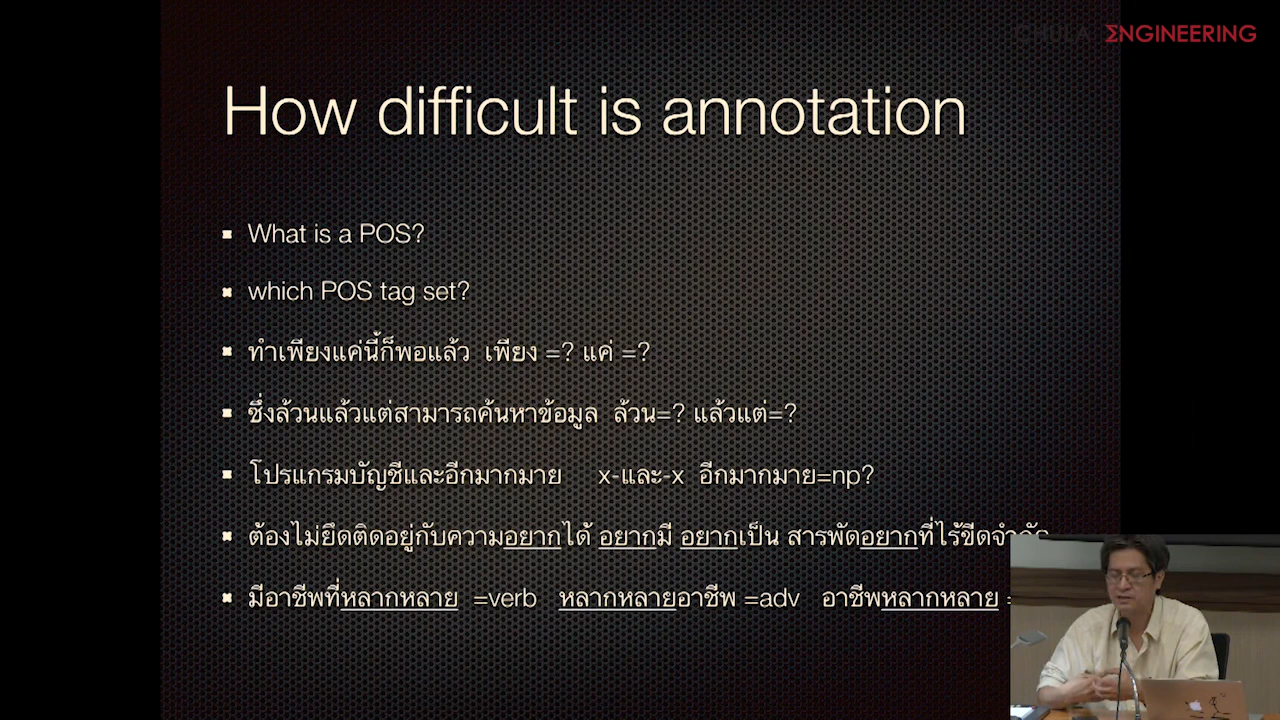 CHULA ΣNGINEERING
How difficult is annotation
What is a POS?
which POS tag set?
ทำเพียงแค่นี้ก็พอแล้ว เพียง =? แค่ =?
ซึ่งล้วนแล้วแต่สามารถค้นหาข้อมูล ล้วน=? แล้วแต่=?
โปรแกรมบัญชีและอีกมากมาย x-และ-x อีกมากมาย=np?
ต้องไม่ยึดติดอยู่กับความอยากได้ อยากมี อยากเป็น สารพัดอยากที่ไร้ขีดจำกัด
มีอาชีพที่หลากหลาย =verb หลากหลายอาชีพ =adv อาชีพหลากหลาย